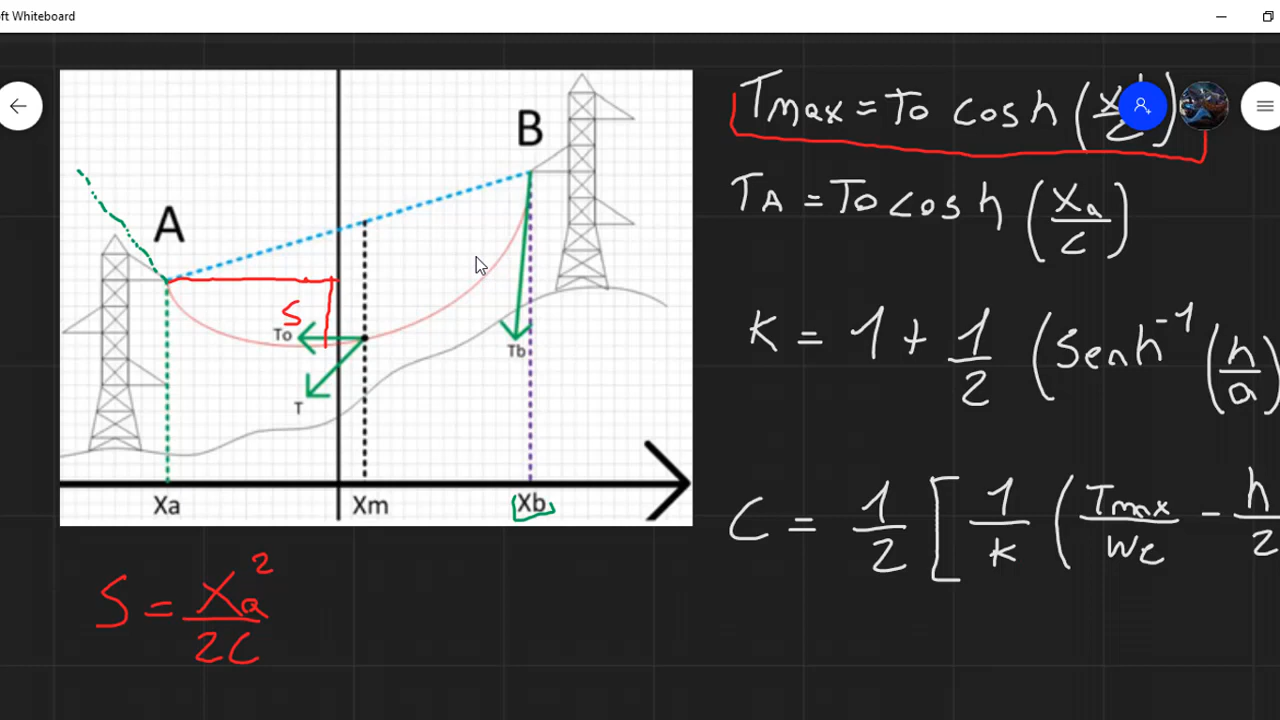 oft Whiteboard
A
B
S
To
T
Tb
Xa
Xm
Xb
S = Xa² / 2C
Tmax = To cosh (
TA = To cosh (Xa / C)
K = 1 + 1/2 (Senh⁻¹ (h/a)
C = 1/2 [ 1/K ( Tmax / Wc - h/2